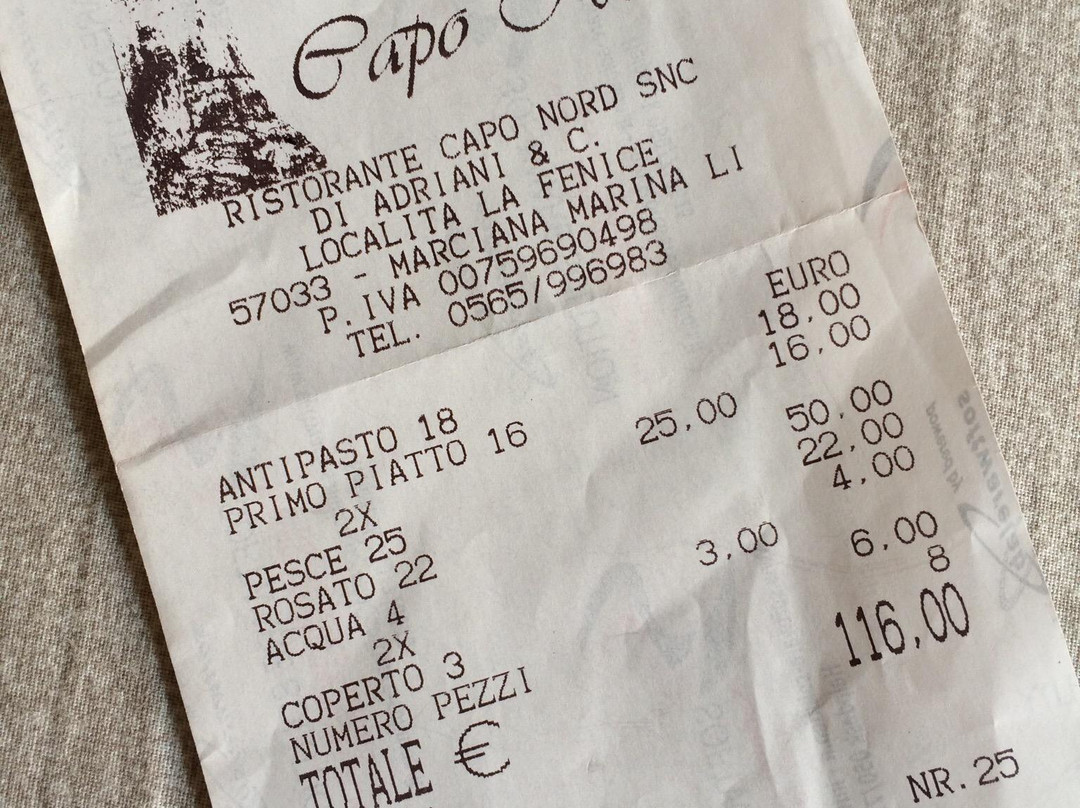 Capo
RISTORANTE CAPO NORD SNC
DI ADRIANI & C.
LOCALITA LA FENICE
57033 - MARCIANA MARINA LI
P.IVA 00759690498
TEL. 0565/996983
EURO
ANTIPASTO 18 18,00
PRIMO PIATTO 16 16,00
2X 25,00
PESCE 25 50,00
ROSATO 22 22,00
ACQUA 4 4,00
2X 3,00
COPERTO 3 6,00
NUMERO PEZZI 8
TOTALE € 116,00
NR.25